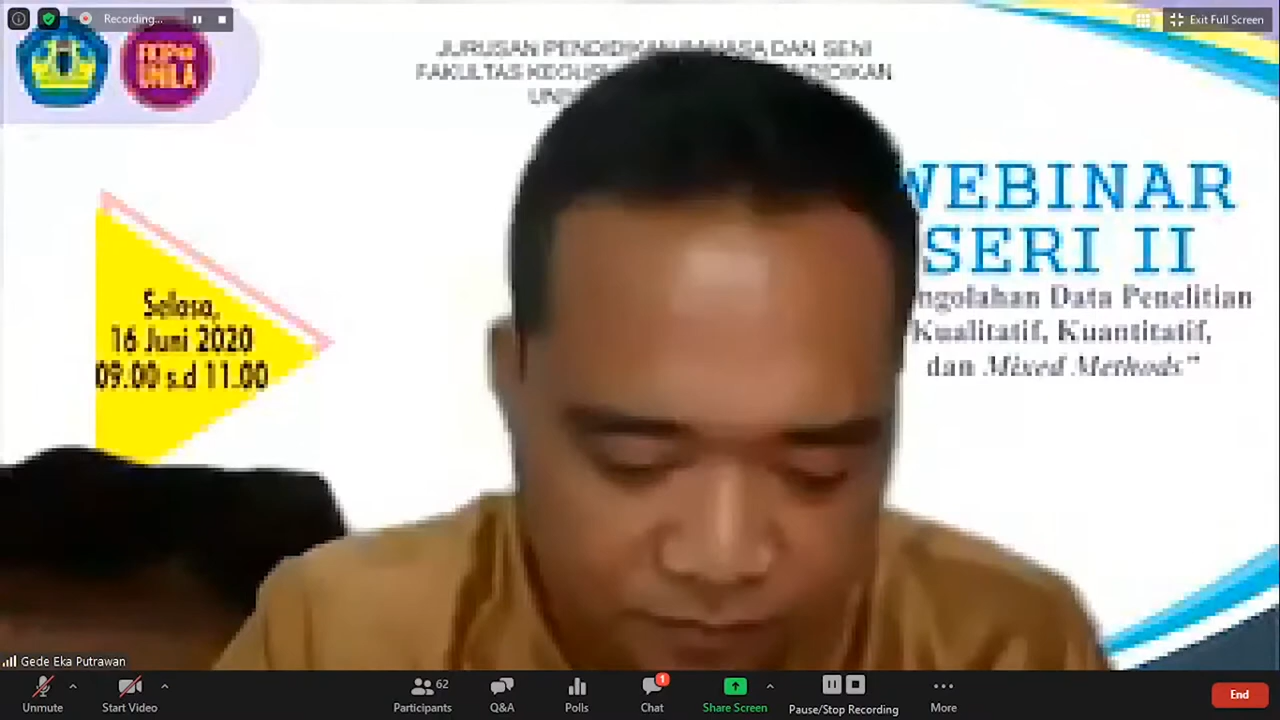 Recording...
Exit Full Screen
FKIP
UNILA
JURUSAN PENDIDIKAN BAHASA DAN SENI
FAKULTAS
WEBINAR
SERI II
Data Penelitian
Kualitatif, Kuantitatif,
dan Mixed Methods"
Selasa,
16 Juni 2020
09.00 s.d 11.00
Gede Eka Putrawan
Unmute
Start Video
62
Participants
Q&A
Polls
1
Chat
Share Screen
Pause/Stop Recording
More
End